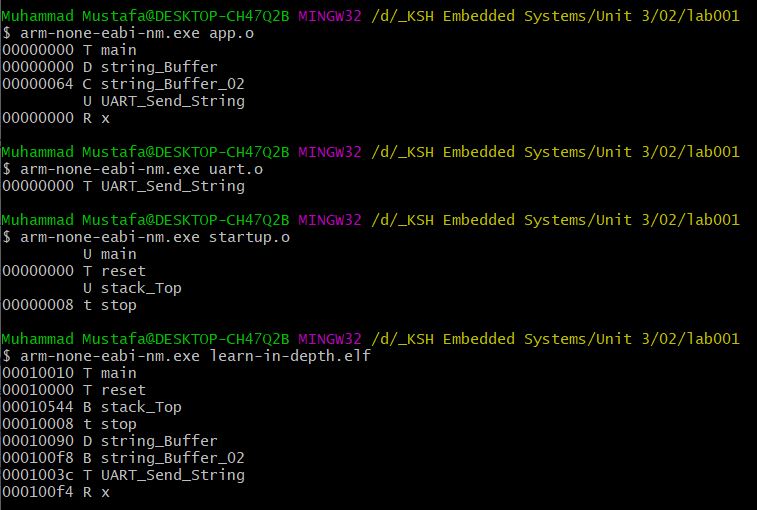 Muhammad Mustafa@DESKTOP-CH47Q2B MINGW32 /d/_KSH Embedded Systems/Unit 3/02/lab001
$ arm-none-eabi-nm.exe app.o
00000000 T main
00000000 D string_Buffer
00000064 C string_Buffer_02
         U UART_Send_String
00000000 R x
Muhammad Mustafa@DESKTOP-CH47Q2B MINGW32 /d/_KSH Embedded Systems/Unit 3/02/lab001
$ arm-none-eabi-nm.exe uart.o
00000000 T UART_Send_String
Muhammad Mustafa@DESKTOP-CH47Q2B MINGW32 /d/_KSH Embedded Systems/Unit 3/02/lab001
$ arm-none-eabi-nm.exe startup.o
         U main
00000000 T reset
         U stack_Top
00000008 t stop
Muhammad Mustafa@DESKTOP-CH47Q2B MINGW32 /d/_KSH Embedded Systems/Unit 3/02/lab001
$ arm-none-eabi-nm.exe learn-in-depth.elf
00010010 T main
00010000 T reset
00010544 B stack_Top
00010008 t stop
00010090 D string_Buffer
000100f8 B string_Buffer_02
0001003c T UART_Send_String
000100f4 R x